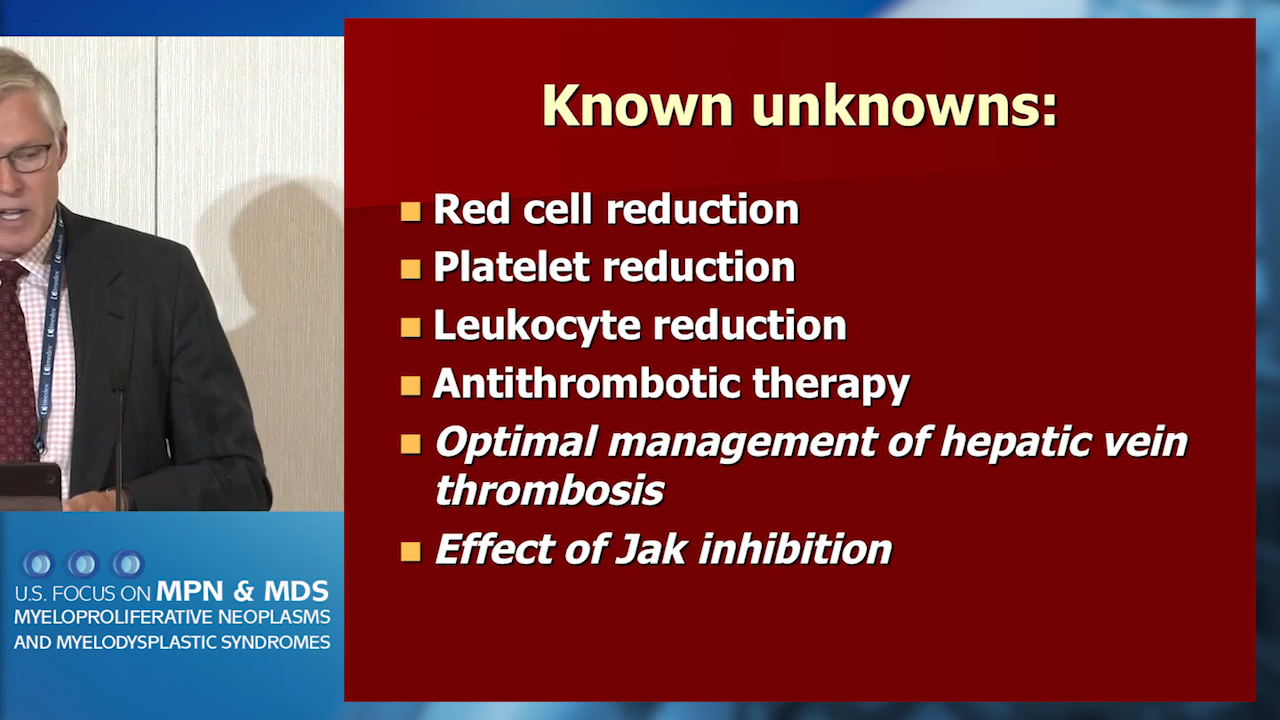 Known unknowns:
Red cell reduction
Platelet reduction
Leukocyte reduction
Antithrombotic therapy
Optimal management of hepatic vein
thrombosis
Effect of Jak inhibition
U.S. FOCUS ON MPN & MDS
MYELOPROLIFERATIVE NEOPLASMS
AND MYELODYSPLASTIC SYNDROMES